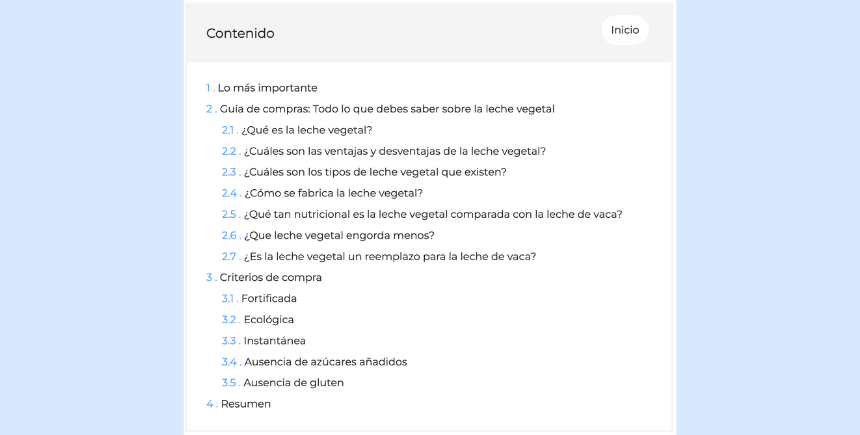 Contenido
Inicio
1 . Lo más importante
2 . Guía de compras: Todo lo que debes saber sobre la leche vegetal
2.1 . ¿Qué es la leche vegetal?
2.2 . ¿Cuáles son las ventajas y desventajas de la leche vegetal?
2.3 . ¿Cuáles son los tipos de leche vegetal que existen?
2.4 . ¿Cómo se fabrica la leche vegetal?
2.5 . ¿Qué tan nutricional es la leche vegetal comparada con la leche de vaca?
2.6 . ¿Que leche vegetal engorda menos?
2.7 . ¿Es la leche vegetal un reemplazo para la leche de vaca?
3 . Criterios de compra
3.1 . Fortificada
3.2 . Ecológica
3.3 . Instantánea
3.4 . Ausencia de azúcares añadidos
3.5 . Ausencia de gluten
4 . Resumen